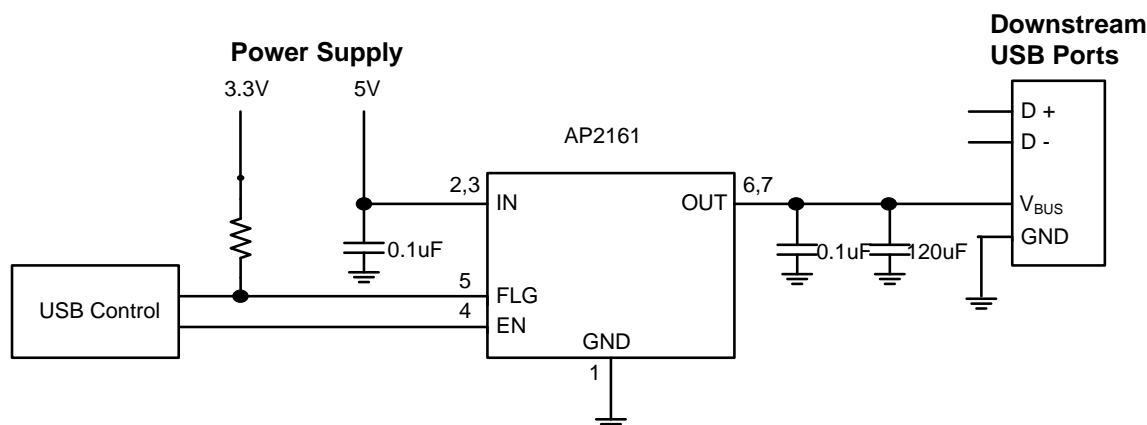 Downstream
USB Ports
Power Supply
3.3V
5V
D +
D -
AP2161
2,3
IN
OUT
6,7
VBUS
GND
0.1uF
0.1uF
120uF
USB Control
5
FLG
4
EN
GND
1